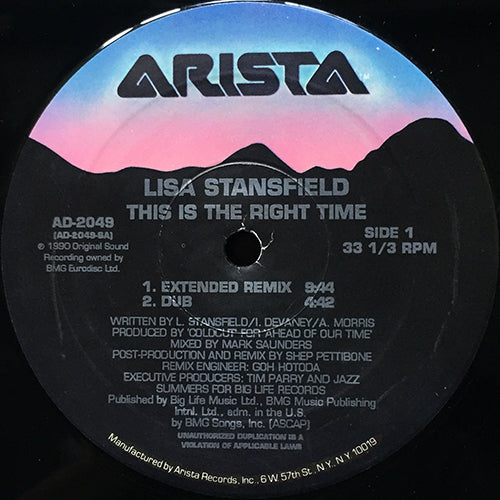 ARISTA
LISA STANSFIELD
THIS IS THE RIGHT TIME
AD-2049
[AD-2049-SA]
℗ 1990 Original Sound
Recording owned by
BMG Eurodisc Ltd.
SIDE 1
33 1/3 RPM
1. EXTENDED REMIX 9:44
2. DUB 4:42
WRITTEN BY L. STANSFIELD/I. DEVANEY/A. MORRIS
PRODUCED BY 'COLDCUT FOR 'AHEAD OF OUR TIME'
MIXED BY MARK SAUNDERS
POST-PRODUCTION AND REMIX BY SHEP PETTIBONE
REMIX ENGINEER: GOH HOTODA
EXECUTIVE PRODUCERS: TIM PARRY AND JAZZ
SUMMERS FOR BIG LIFE RECORDS
Published by Big Life Music Ltd., BMG Music Publishing
Intnl. Ltd., adm. in the U.S.
by BMG Songs, Inc. [ASCAP]
UNAUTHORIZED DUPLICATION IS A
VIOLATION OF APPLICABLE LAWS
Manufactured by Arista Records, Inc., 6 W. 57th St., N.Y., N.Y. 10019